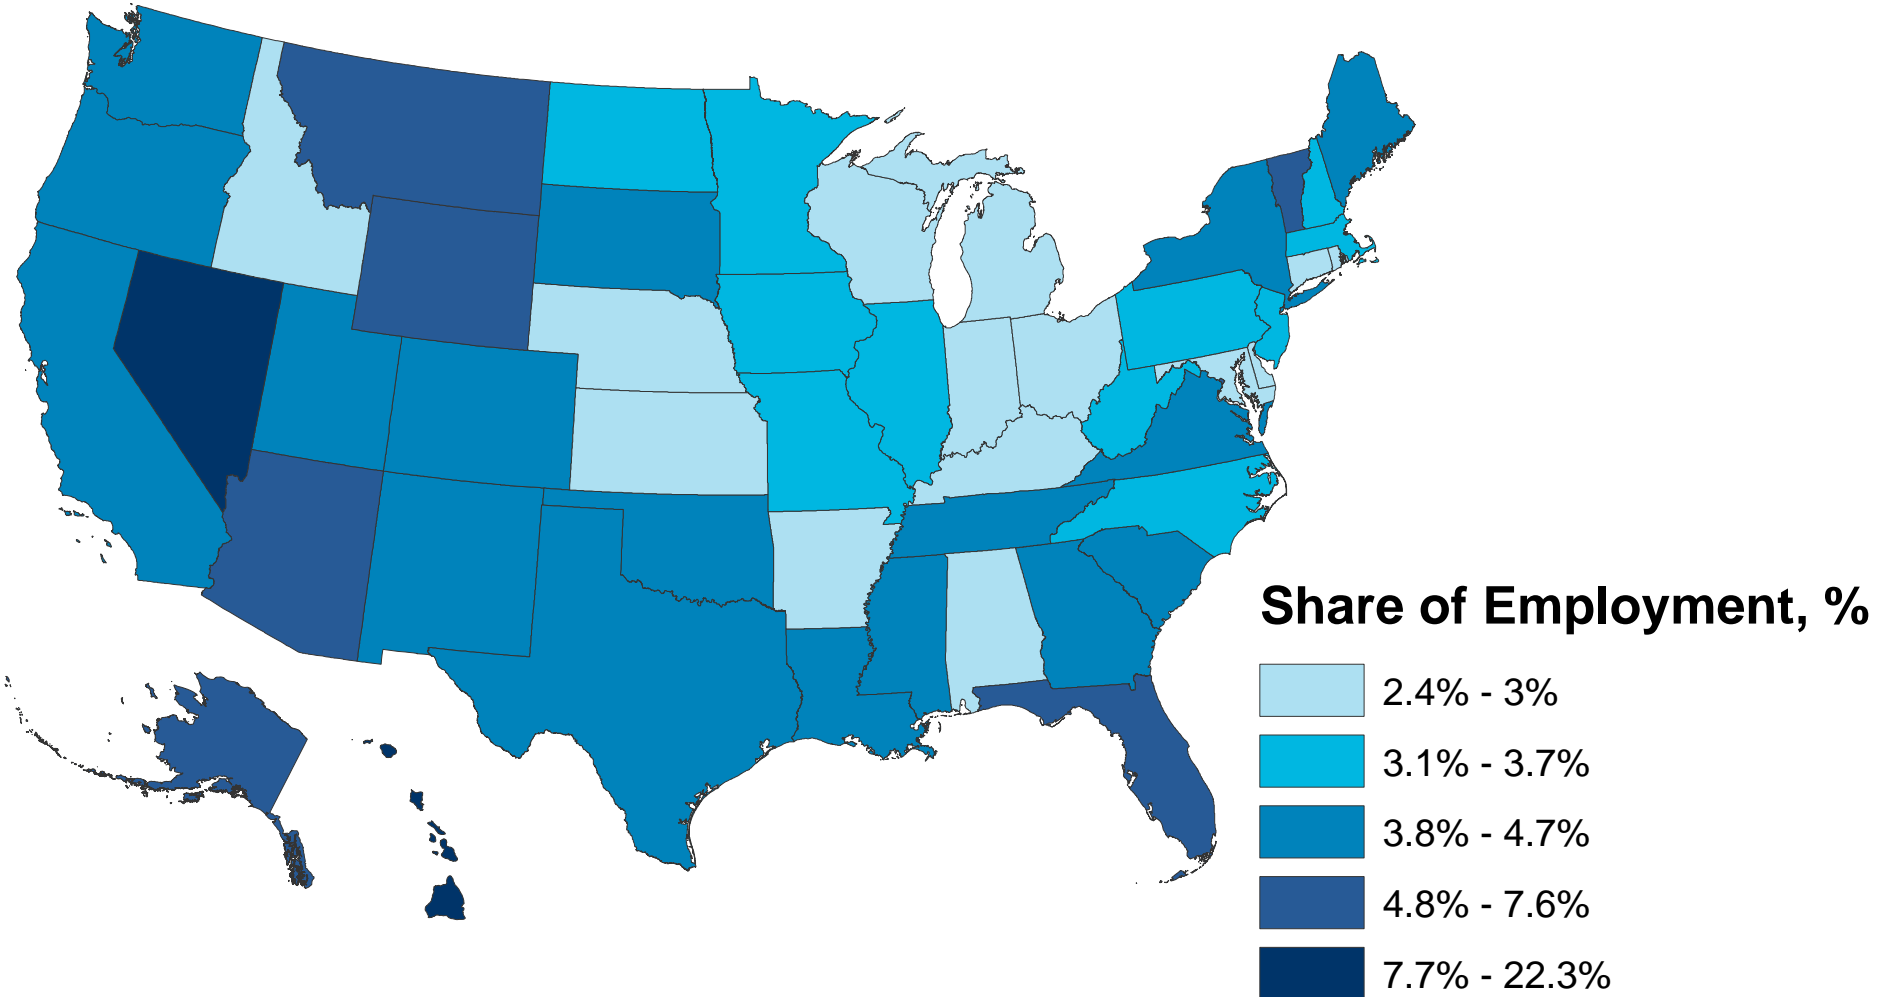 Share of Employment, %
2.4% - 3%
3.1% - 3.7%
3.8% - 4.7%
4.8% - 7.6%
7.7% - 22.3%